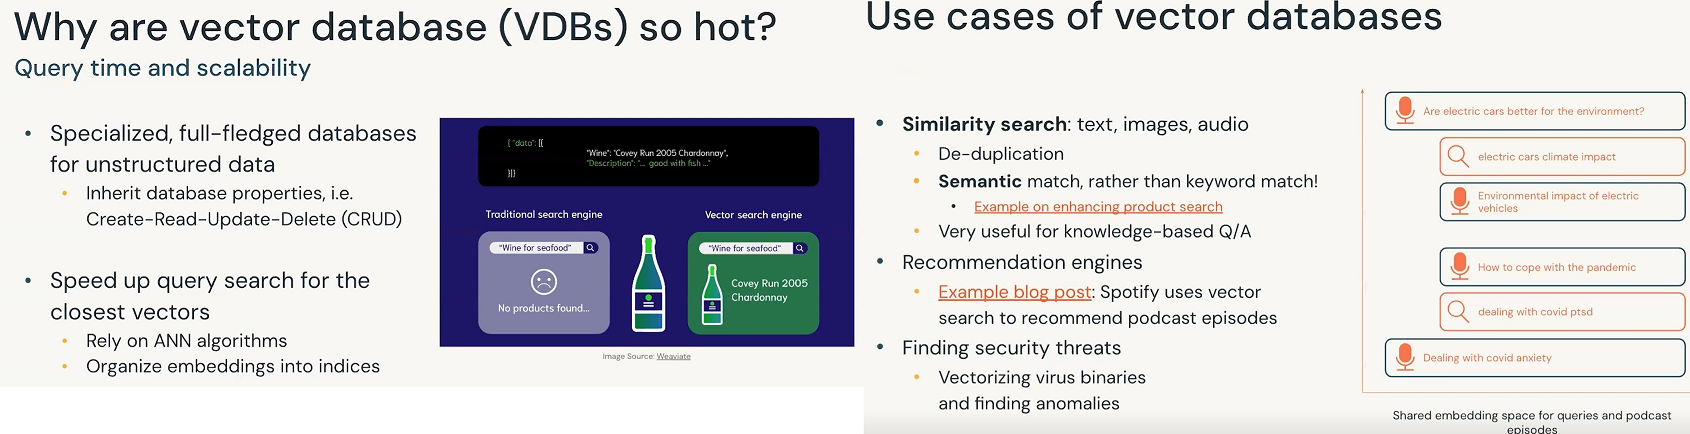 Why are vector database (VDBs) so hot?
Query time and scalability
• Specialized, full-fledged databases
for unstructured data
• Inherit database properties, i.e.
Create-Read-Update-Delete (CRUD)
• Speed up query search for the
closest vectors
• Rely on ANN algorithms
• Organize embeddings into indices
{ "data": [{
"Wine": "Covey Run 2005 Chardonnay",
"Description": "... good with fish ..."
}]}
Traditional search engine
Vector search engine
"Wine for seafood"
No products found...
"Wine for seafood"
Covey Run 2005
Chardonnay
Image Source: Weaviate
Use cases of vector databases
• Similarity search: text, images, audio
• De-duplication
• Semantic match, rather than keyword match!
• Example on enhancing product search
• Very useful for knowledge-based Q/A
• Recommendation engines
• Example blog post: Spotify uses vector
search to recommend podcast episodes
• Finding security threats
• Vectorizing virus binaries
and finding anomalies
Are electric cars better for the environment?
electric cars climate impact
Environmental impact of electric
vehicles
How to cope with the pandemic
dealing with covid ptsd
Dealing with covid anxiety
Shared embedding space for queries and podcast
episodes